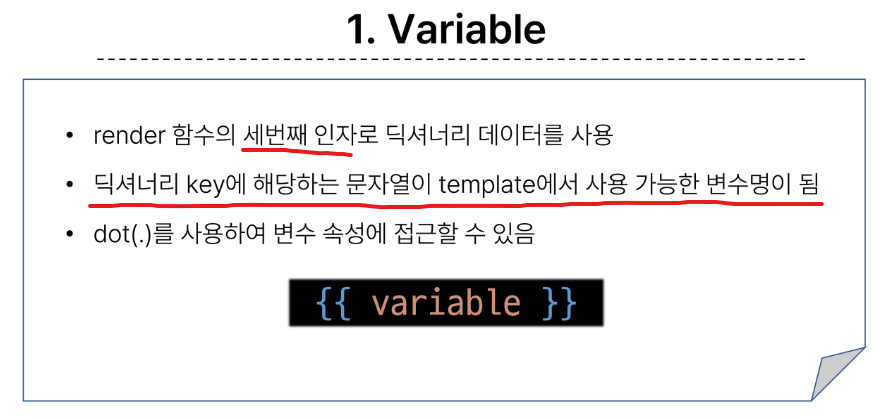 1. Variable
• render 함수의 세번째 인자로 딕셔너리 데이터를 사용
• 딕셔너리 key에 해당하는 문자열이 template에서 사용 가능한 변수명이 됨
• dot(.)를 사용하여 변수 속성에 접근할 수 있음
{{ variable }}